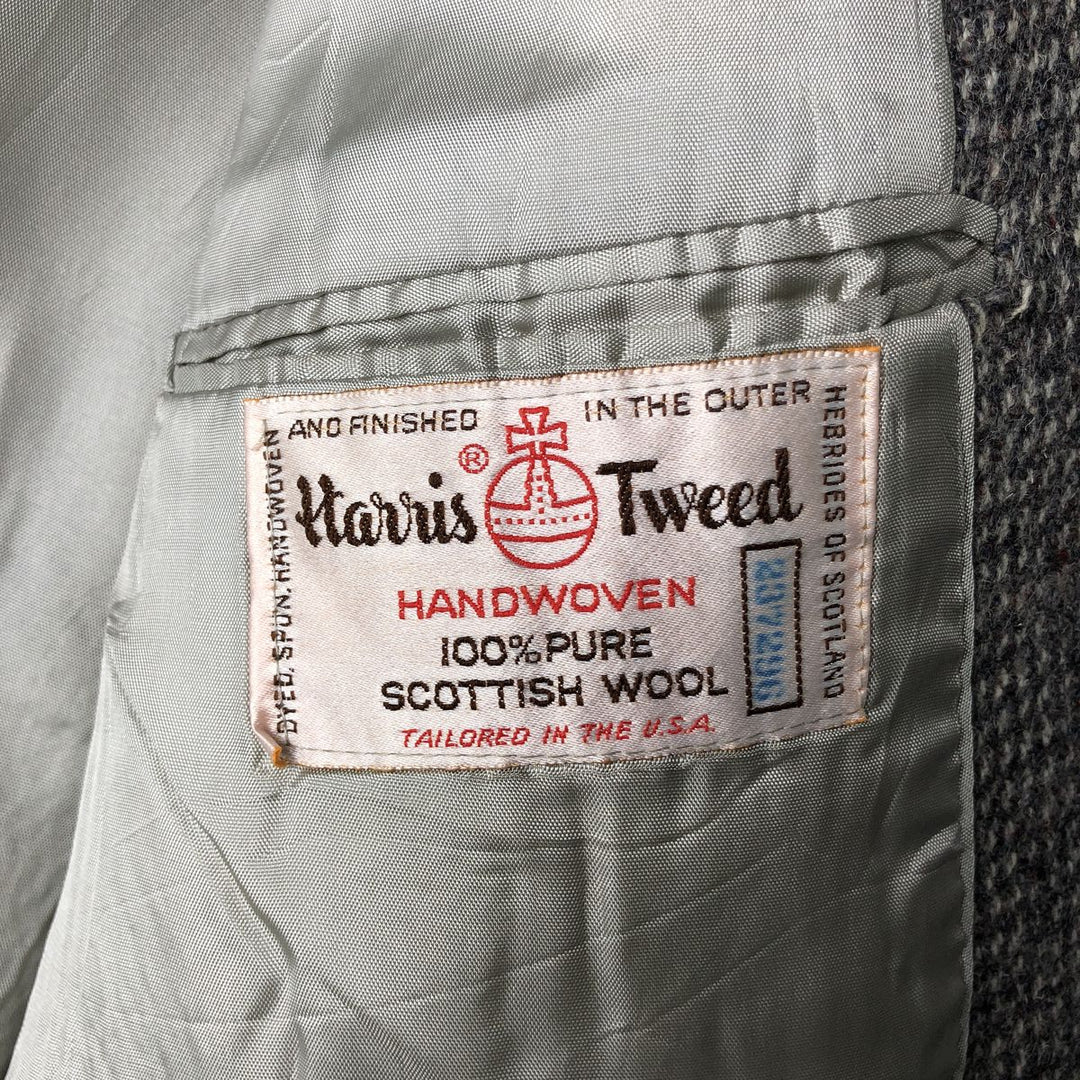 DYED, SPUN, HANDWOVEN
AND FINISHED
IN THE OUTER
HEBRIDES OF SCOTLAND
Harris ® Tweed
HANDWOVEN
100% PURE
SCOTTISH WOOL
TAILORED IN THE U.S.A.